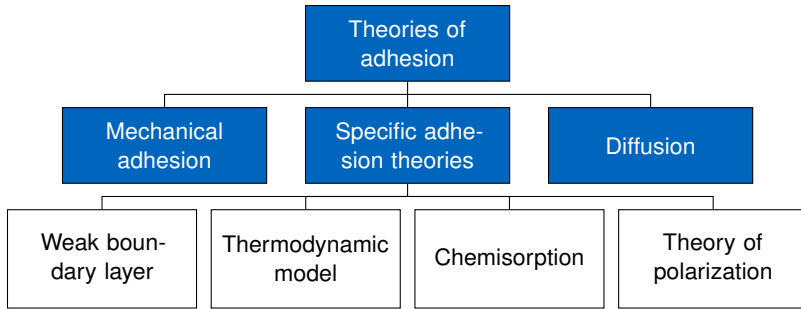 Theories of
adhesion
Mechanical
adhesion
Specific adhe-
sion theories
Diffusion
Weak boun-
dary layer
Thermodynamic
model
Chemisorption
Theory of
polarization